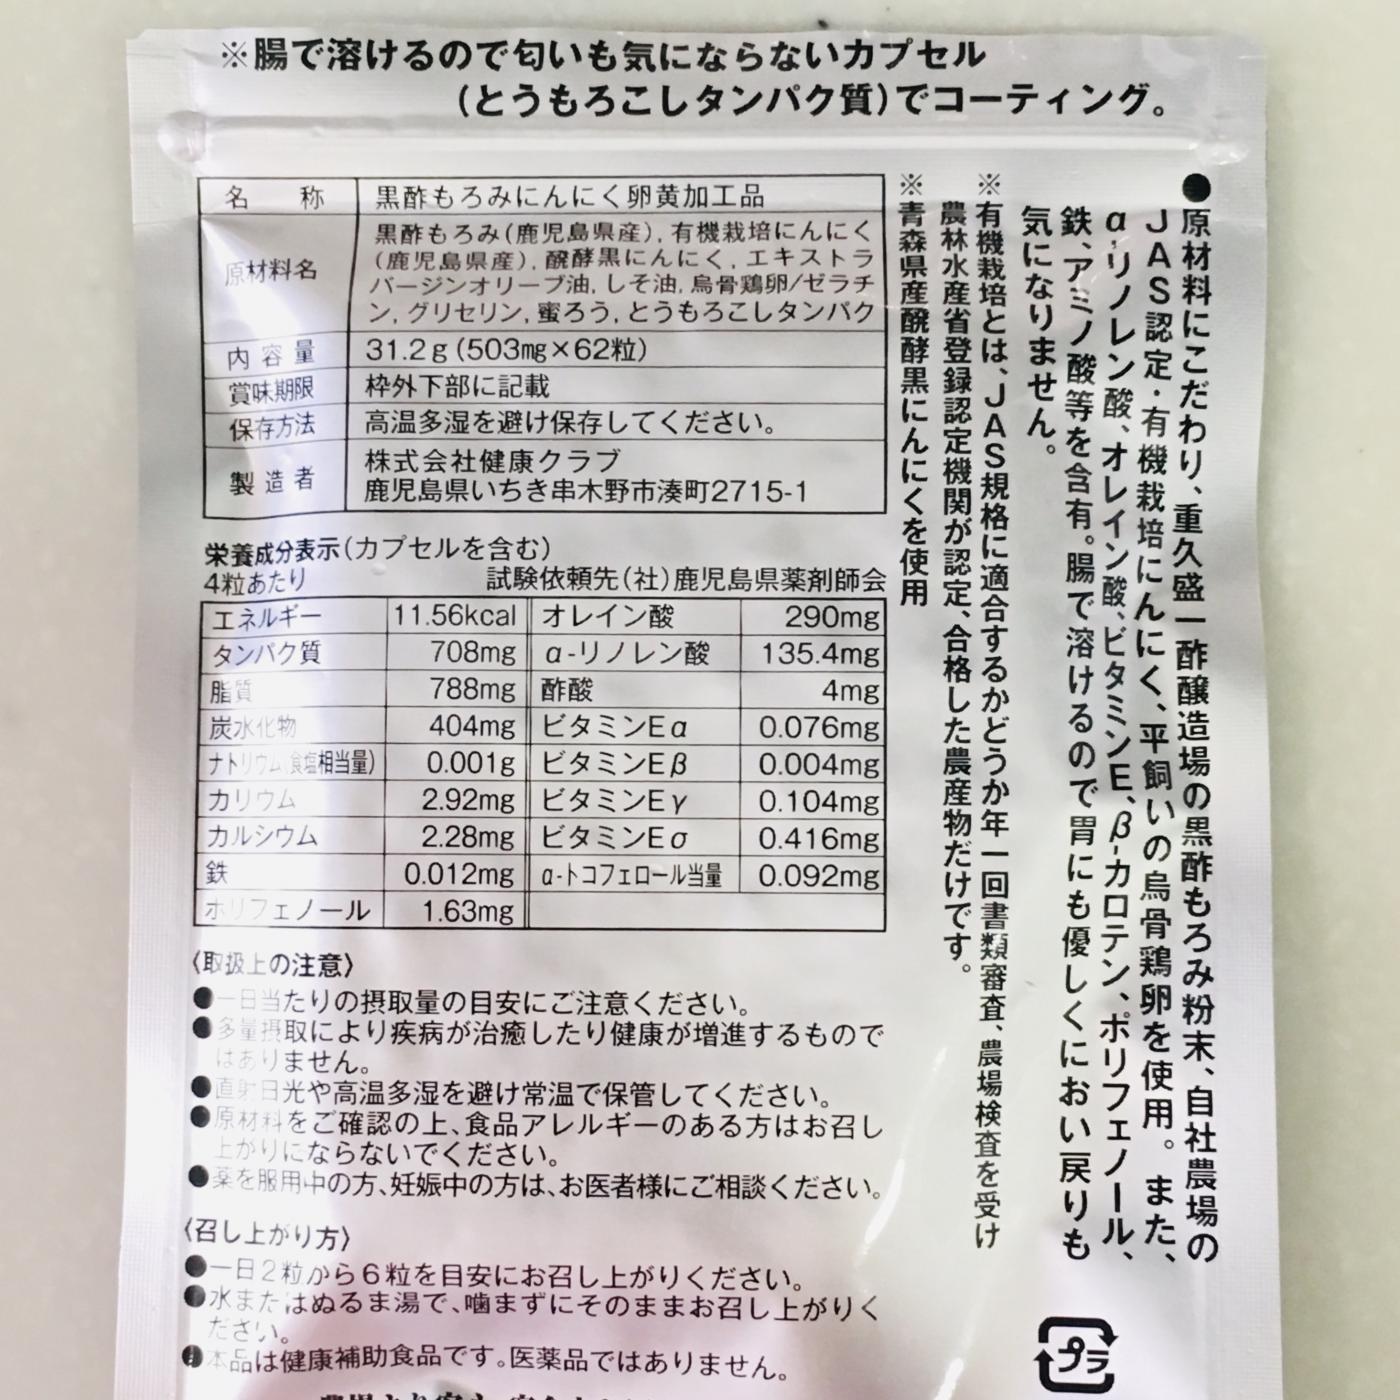 ※腸で溶けるので匂いも気にならないカプセル
(とうもろこしタンパク質)でコーティング。
●原材料にこだわり、重久盛一酢醸造場の黒酢もろみ粉末、自社農場の
JAS認定・有機栽培にんにく、平飼いの烏骨鶏卵を使用。また、
α-リノレン酸、オレイン酸、ビタミンE、β-カロテン、ポリフェノール、
鉄、アミノ酸等を含有。腸で溶けるので胃にも優しくにおい戻りも
気になりません。
※有機栽培とは、JAS規格に適合するかどうか年一回書類審査、農場検査を受け
農林水産省登録認定機関が認定、合格した農産物だけです。
※青森県産醗酵黒にんにくを使用
名称 黒酢もろみにんにく卵黄加工品
原材料名 黒酢もろみ(鹿児島県産), 有機栽培にんにく
(鹿児島県産), 醗酵黒にんにく, エキストラ
バージンオリーブ油, しそ油, 烏骨鶏卵/ゼラチ
ン, グリセリン, 蜜ろう, とうもろこしタンパク
内容量 31.2g(503mg×62粒)
賞味期限 枠外下部に記載
保存方法 高温多湿を避け保存してください。
製造者 株式会社健康クラブ
鹿児島県いちき串木野市湊町2715-1
栄養成分表示(カプセルを含む)
4粒あたり 試験依頼先(社)鹿児島県薬剤師会
エネルギー 11.56kcal オレイン酸 290mg
タンパク質 708mg α-リノレン酸 135.4mg
脂質 788mg 酢酸 4mg
炭水化物 404mg ビタミンEα 0.076mg
ナトリウム(食塩相当量) 0.001g ビタミンEβ 0.004mg
カリウム 2.92mg ビタミンEγ 0.104mg
カルシウム 2.28mg ビタミンEσ 0.416mg
鉄 0.012mg α-トコフェロール当量 0.092mg
ポリフェノール 1.63mg
〈取扱上の注意〉
●一日当たりの摂取量の目安にご注意ください。
●多量摂取により疾病が治癒したり健康が増進するもので
はありません。
●直射日光や高温多湿を避け常温で保管してください。
●原材料をご確認の上、食品アレルギーのある方はお召し
上がりにならないでください。
●薬を服用中の方、妊娠中の方は、お医者様にご相談ください。
〈召し上がり方〉
●一日2粒から6粒を目安にお召し上がりください。
●水またはぬるま湯で、噛まずにそのままお召し上がりく
ださい。
●本品は健康補助食品です。医薬品ではありません。
プラ